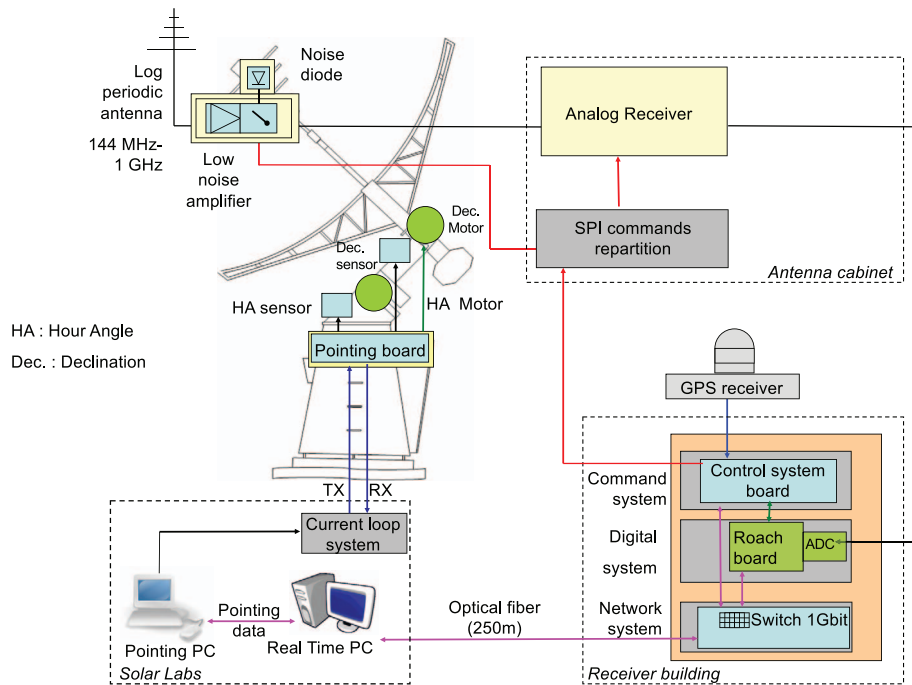 Noise
diode
Log
periodic
antenna
144 MHz-
1 GHz
Low
noise
amplifier
Analog Receiver
SPI commands
repartition
Antenna cabinet
Dec.
Motor
Dec.
sensor
HA sensor
HA Motor
Pointing board
HA : Hour Angle
Dec. : Declination
GPS receiver
TX
RX
Current loop
system
Pointing PC
Pointing
data
Real Time PC
Solar Labs
Optical fiber
(250m)
Command
system
Control system
board
Digital
system
Roach
board
ADC
Network
system
Switch 1Gbit
Receiver building